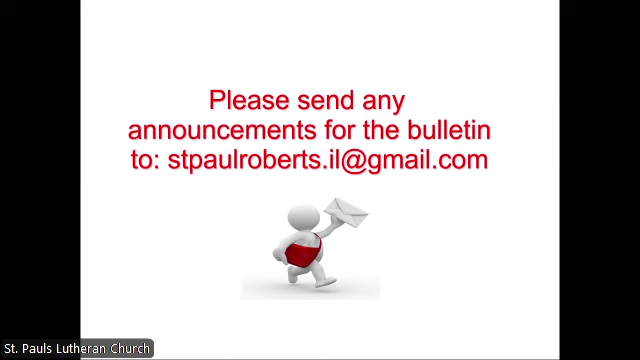 Please send any
announcements for the bulletin
to: stpaulroberts.il@gmail.com
St. Pauls Lutheran Church